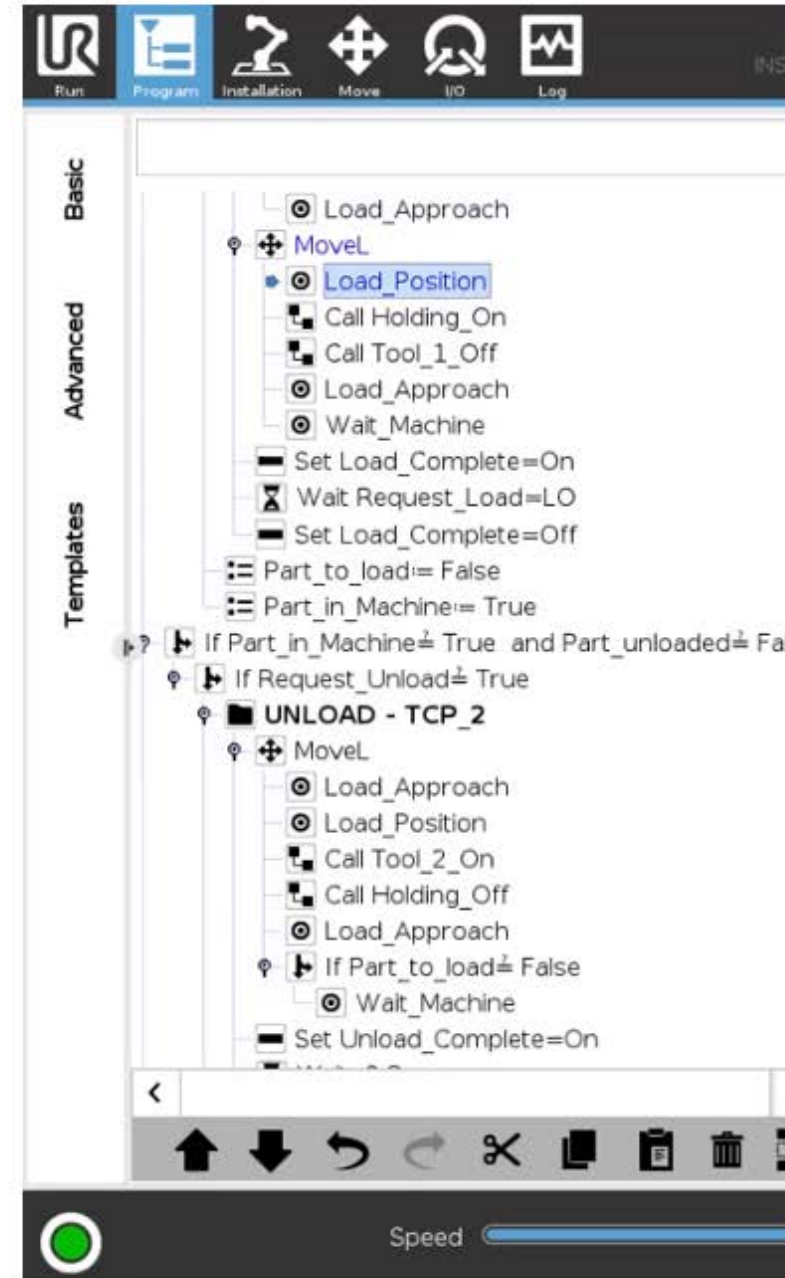 UR
INS
Run Program Installation Move I/O Log
Basic
Advanced
Templates
Load_Approach
MoveL
Load_Position
Call Holding_On
Call Tool_1_Off
Load_Approach
Wait_Machine
Set Load_Complete=On
Wait Request_Load=LO
Set Load_Complete=Off
Part_to_load≔ False
Part_in_Machine≔ True
? If Part_in_Machine≟ True and Part_unloaded≟ Fa
If Request_Unload≟ True
UNLOAD - TCP_2
MoveL
Load_Approach
Load_Position
Call Tool_2_On
Call Holding_Off
Load_Approach
If Part_to_load≟ False
Wait_Machine
Set Unload_Complete=On
Speed